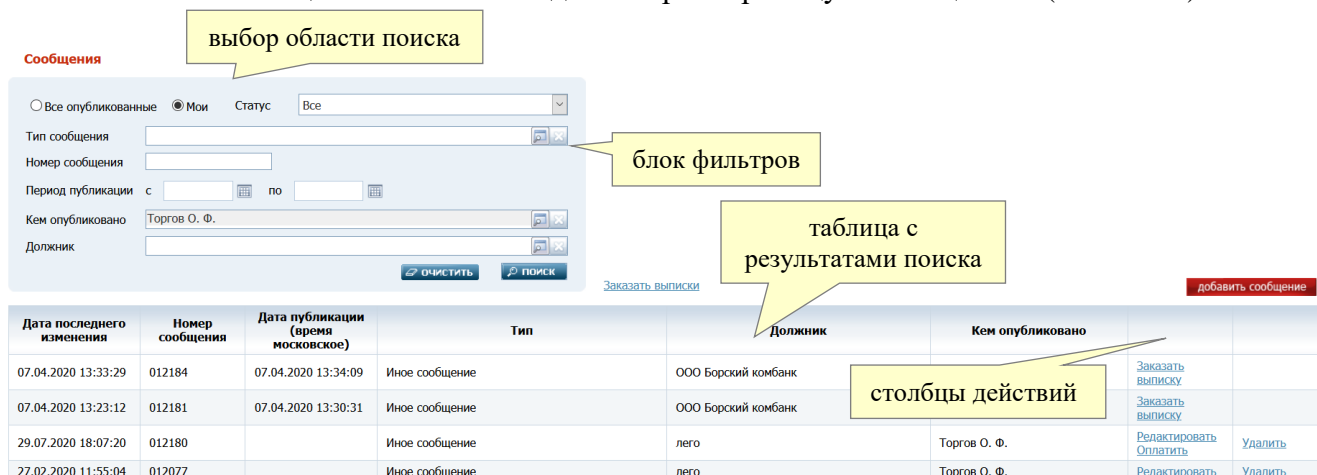 выбор области поиска
Сообщения
Все опубликованные Мои Статус Все
Тип сообщения
Номер сообщения
блок фильтров
Период публикации с по
Кем опубликовано Торгов О. Ф.
Должник
таблица с
результатами поиска
очистить поиск
Заказать выписки
добавить сообщение
Дата последнего изменения Номер сообщения Дата публикации (время московское) Тип Должник Кем опубликовано
столбцы действий
07.04.2020 13:33:29 012184 07.04.2020 13:34:09 Иное сообщение ООО Борский комбанк Заказать выписку
07.04.2020 13:23:12 012181 07.04.2020 13:30:31 Иное сообщение ООО Борский комбанк Заказать выписку
29.07.2020 18:07:20 012180 Иное сообщение лего Торгов О. Ф. Редактировать Удалить
Оплатить
27.02.2020 11:55:04 012077 Иное сообщение лего Торгов О. Ф. Редактировать Удалить